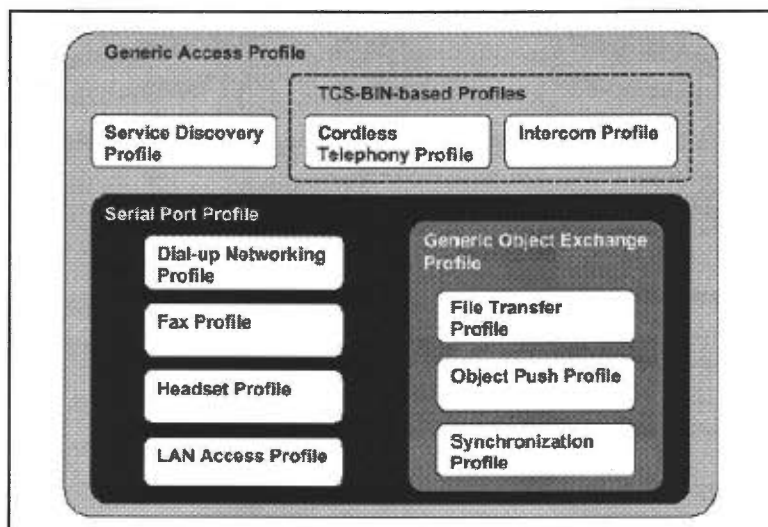 Generic Access Profile
TCS-BIN-based Profiles
Service Discovery
Profile
Cordless
Telephony Profile
Intercom Profile
Serial Port Profile
Dial-up Networking
Profile
Fax Profile
Headset Profile
LAN Access Profile
Generic Object Exchange
Profile
File Transfer
Profile
Object Push Profile
Synchronization
Profile